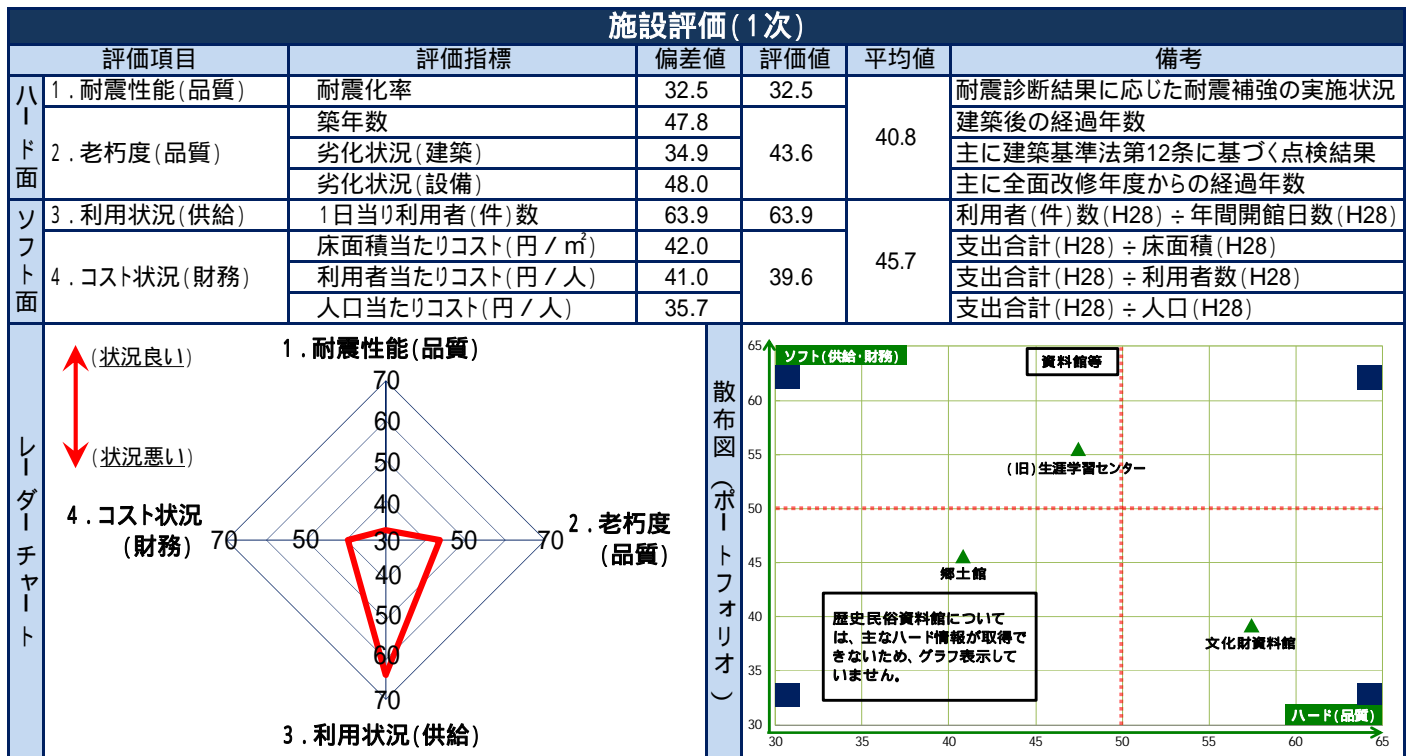 施設評価(1次)
評価項目 評価指標 偏差値 評価値 平均値 備考
ハード面
1.耐震性能(品質) 耐震化率 32.5 32.5 40.8 耐震診断結果に応じた耐震補強の実施状況
2.老朽度(品質) 築年数 47.8 43.6 建築後の経過年数
劣化状況(建築) 34.9 主に建築基準法第12条に基づく点検結果
劣化状況(設備) 48.0 主に全面改修年度からの経過年数
ソフト面
3.利用状況(供給) 1日当り利用者(件)数 63.9 63.9 45.7 利用者(件)数(H28)÷年間開館日数(H28)
4.コスト状況(財務) 床面積当たりコスト(円/㎡) 42.0 39.6 支出合計(H28)÷床面積(H28)
利用者当たりコスト(円/人) 41.0 支出合計(H28)÷利用者数(H28)
人口当たりコスト(円/人) 35.7 支出合計(H28)÷人口(H28)
レーダーチャート
(状況良い)
(状況悪い)
1.耐震性能(品質)
70
60
50
40
4.コスト状況
(財務)
70 50 30 50 70
2.老朽度
(品質)
40
50
60
70
3.利用状況(供給)
散布図(ポートフォリオ)
ソフト(供給・財務)
資料館等
65
60
55
50
45
40
35
30
(旧)生涯学習センター
郷土館
文化財資料館
歴史民俗資料館について
は、主なハード情報が取得で
きないため、グラフ表示して
いません。
ハード(品質)
30 35 40 45 50 55 60 65